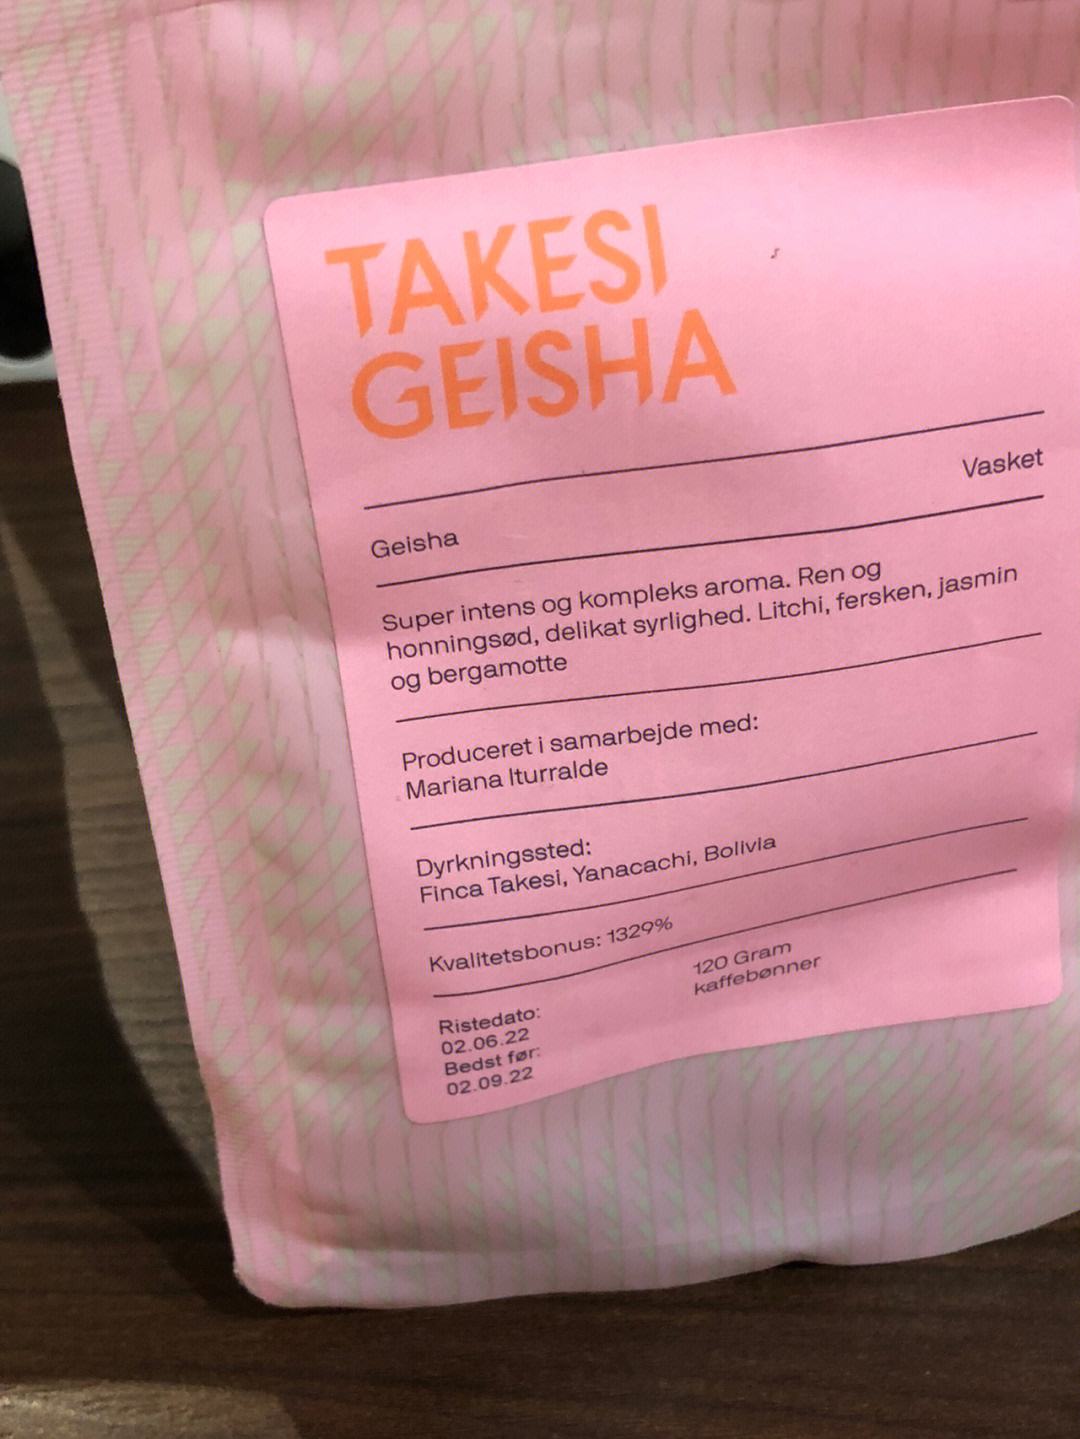 TAKESI
GEISHA
Vasket
Geisha
Super intens og kompleks aroma. Ren og
honningsød, delikat syrlighed. Litchi, fersken, jasmin
og bergamotte
Produceret i samarbejde med:
Mariana Iturralde
Dyrkningssted:
Finca Takesi, Yanacachi, Bolivia
Kvalitetsbonus: 1329%
120 Gram
kaffebønner
Ristedato:
02.06.22
Bedst før:
02.09.22